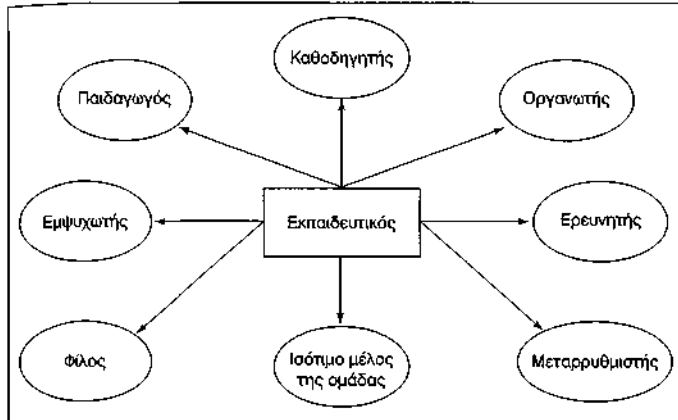 Καθοδηγητής
Παιδαγωγός
Οργανωτής
Εμψυχωτής
Εκπαιδευτικός
Ερευνητής
Φίλος
Ισότιμο μέλος
της ομάδας
Μεταρρυθμιστής